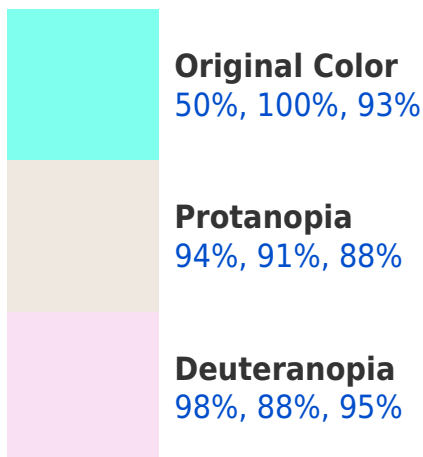 Original Color
50%, 100%, 93%
Protanopia
94%, 91%, 88%
Deuteranopia
98%, 88%, 95%